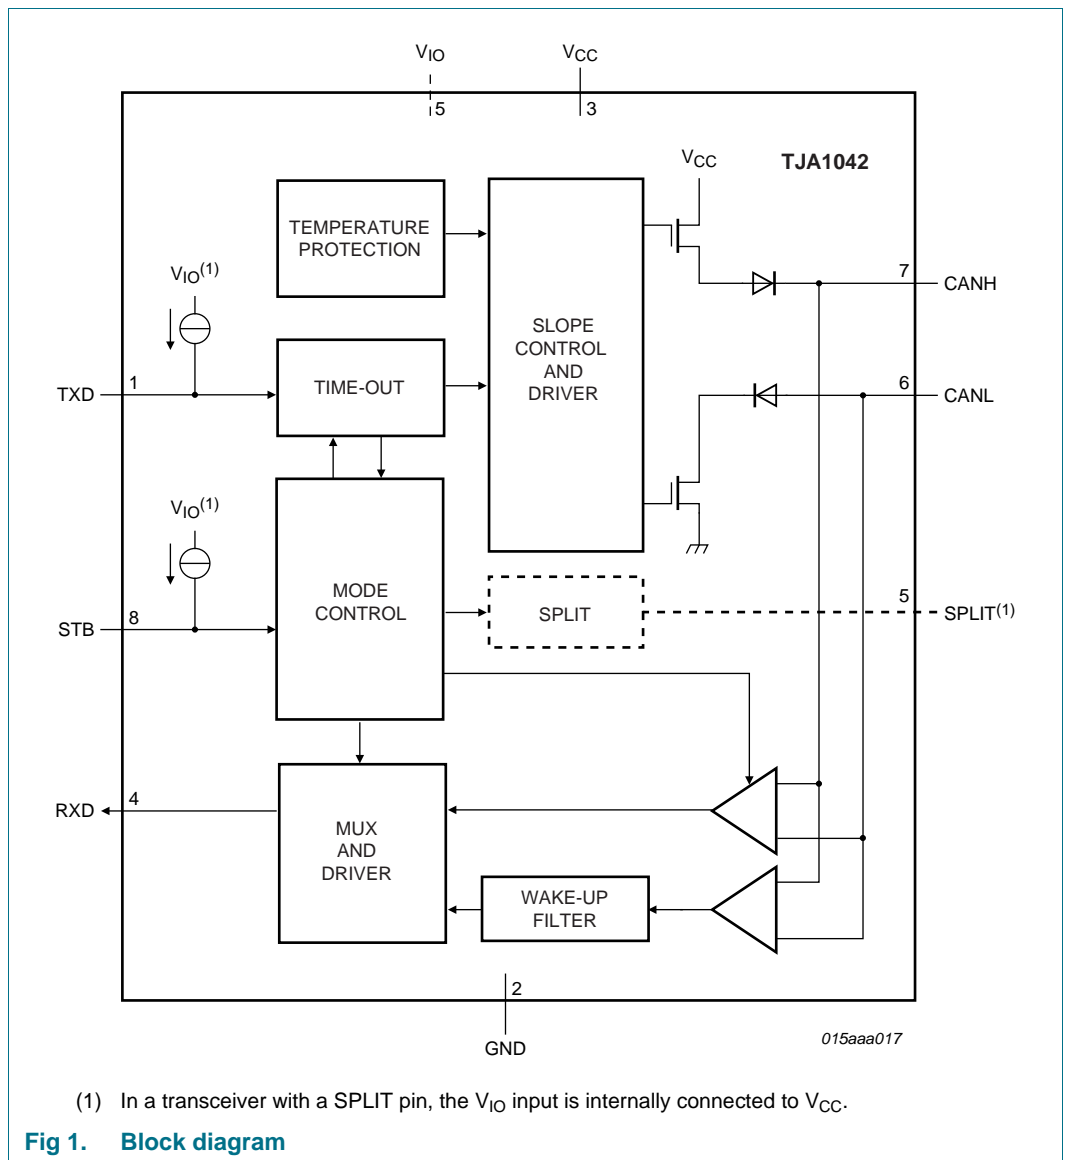 VIO
VCC
5
3
VCC
TJA1042
TEMPERATURE
PROTECTION
VIO(1)
7
CANH
SLOPE
CONTROL
AND
DRIVER
TXD
1
TIME-OUT
6
CANL
VIO(1)
MODE
CONTROL
STB
8
SPLIT
5
SPLIT(1)
RXD
4
MUX
AND
DRIVER
WAKE-UP
FILTER
2
GND
015aaa017
(1) In a transceiver with a SPLIT pin, the VIO input is internally connected to VCC.
Fig 1. Block diagram